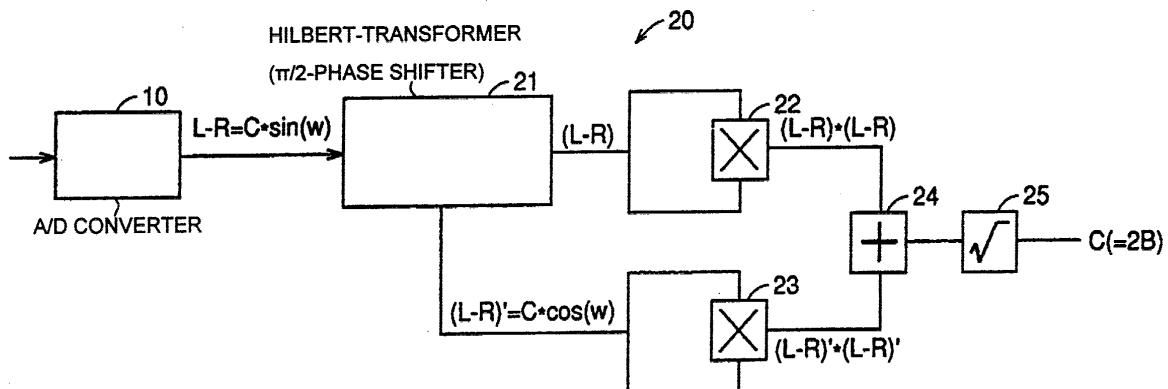 20
HILBERT-TRANSFORMER
(π/2-PHASE SHIFTER)
21
10
22
L-R=C*sin(w)
(L-R)
(L-R)*(L-R)
24
25
A/D CONVERTER
+
√
C(=2B)
23
(L-R)'=C*cos(w)
(L-R)'*(L-R)'